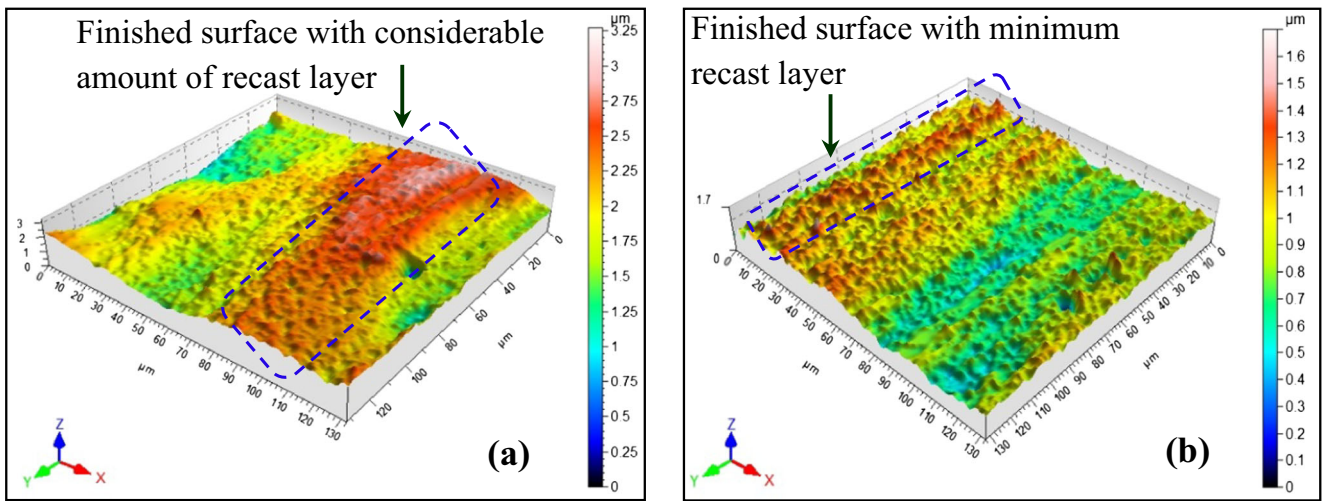 Finished surface with considerable
amount of recast layer
µm
3.25
3
2.75
2.5
2.25
2
1.75
1.5
1.25
1
0.75
0.5
0.25
0
3
2
1
0
0 10 20 30 40 50 60 70 80 90 100 110 120 130
µm
0 20 40 60 80 100 120
µm
Z
Y X
(a)
Finished surface with minimum
recast layer
µm
1.6
1.5
1.4
1.3
1.2
1.1
1
0.9
0.8
0.7
0.6
0.5
0.4
0.3
0.2
0.1
0
1.7
0
0 10 20 30 40 50 60 70 80 90 100 110 120 130
µm
0 10 20 30 40 50 60 70 80 90 100 110 120 130
µm
Z
Y X
(b)